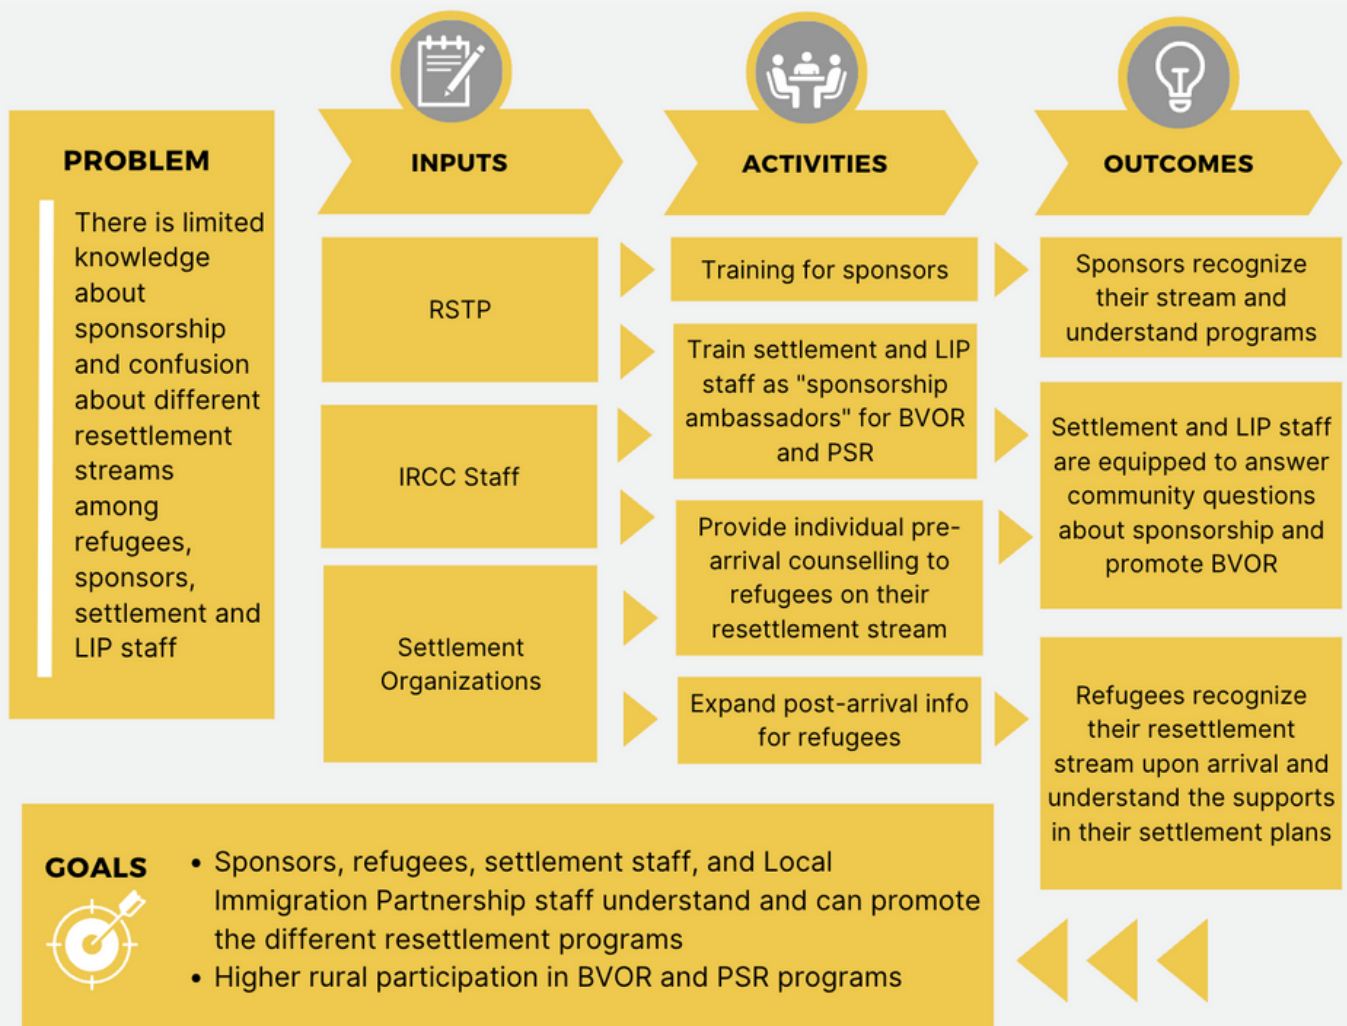 PROBLEM
There is limited
knowledge
about
sponsorship
and confusion
about different
resettlement
streams
among
refugees,
sponsors,
settlement and
LIP staff
INPUTS
RSTP
IRCC Staff
Settlement
Organizations
ACTIVITIES
Training for sponsors
Train settlement and LIP
staff as "sponsorship
ambassadors" for BVOR
and PSR
Provide individual pre-
arrival counselling to
refugees on their
resettlement stream
Expand post-arrival info
for refugees
OUTCOMES
Sponsors recognize
their stream and
understand programs
Settlement and LIP staff
are equipped to answer
community questions
about sponsorship and
promote BVOR
Refugees recognize
their resettlement
stream upon arrival and
understand the supports
in their settlement plans
GOALS
• Sponsors, refugees, settlement staff, and Local
Immigration Partnership staff understand and can promote
the different resettlement programs
• Higher rural participation in BVOR and PSR programs